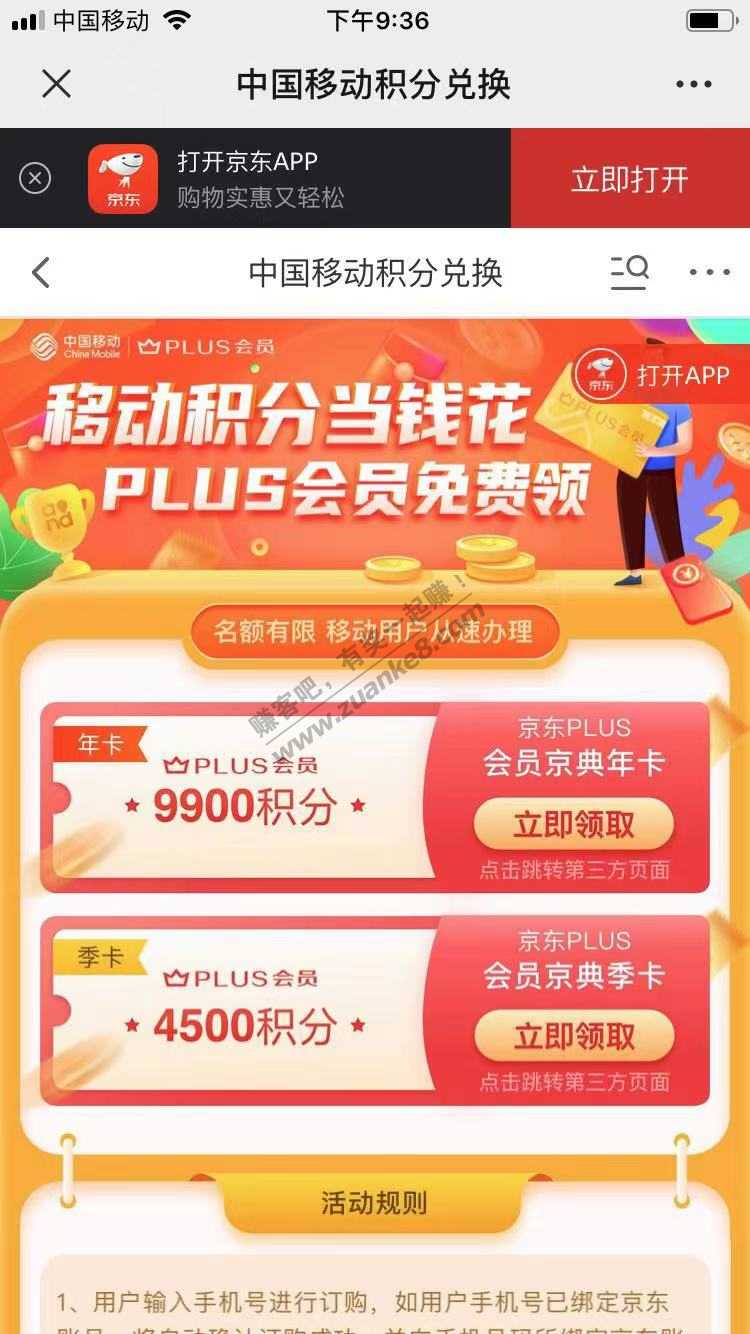 中国移动
下午9:36
中国移动积分兑换
打开京东APP
购物实惠又轻松
京东
立即打开
中国移动积分兑换
中国移动
China Mobile
PLUS会员
京东
打开APP
PLUS会员
移动积分当钱花
PLUS会员免费领
名额有限 移动用户从速办理
赚客吧，有奖一起赚！
www.zuanke8.com
年卡
PLUS会员
9900积分
京东PLUS
会员京典年卡
立即领取
点击跳转第三方页面
季卡
PLUS会员
4500积分
京东PLUS
会员京典季卡
立即领取
点击跳转第三方页面
活动规则
1、用户输入手机号进行订购，如用户手机号已绑定京东